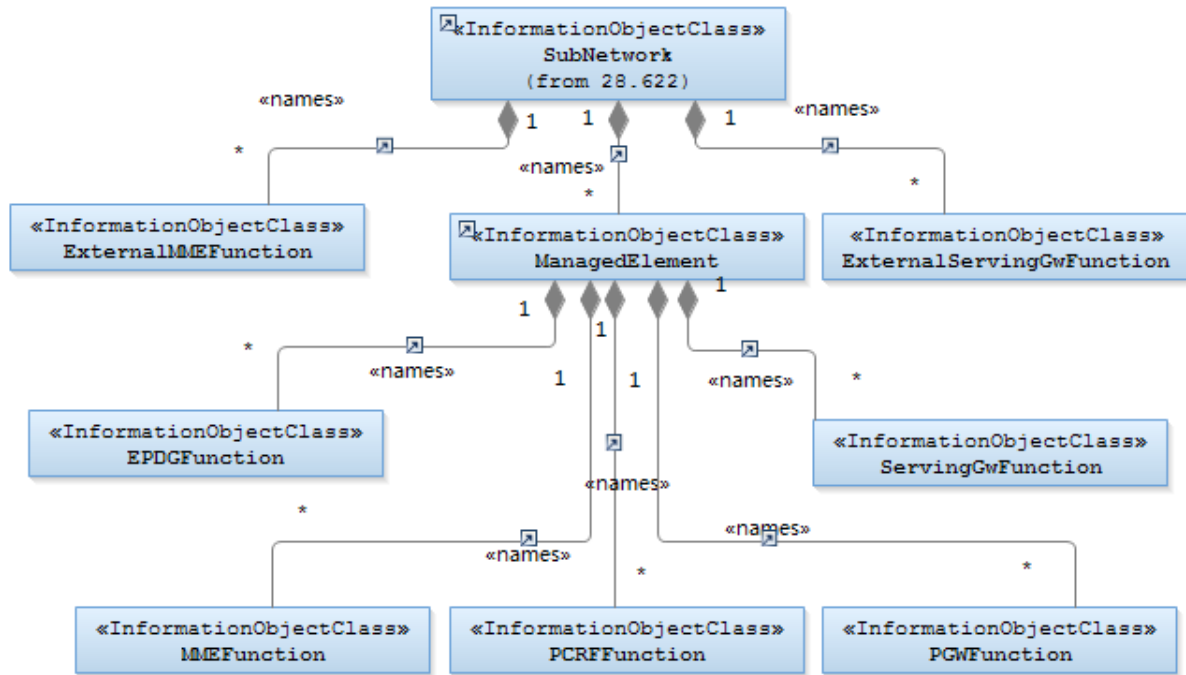 «InformationObjectClass»
SubNetwork
(from 28.622)
«names»
1
1
1
«names»
*
«names»
*
*
«InformationObjectClass»
ExternalMMEFunction
«InformationObjectClass»
ManagedElement
«InformationObjectClass»
ExternalServingGwFunction
1
1
1
*
«names»
1
1
«names»
*
«InformationObjectClass»
EPDGFunction
«InformationObjectClass»
ServingGwFunction
«names»
*
«names»
«names»
*
*
«InformationObjectClass»
MMEFunction
«InformationObjectClass»
PCRFFunction
«InformationObjectClass»
PGWFunction